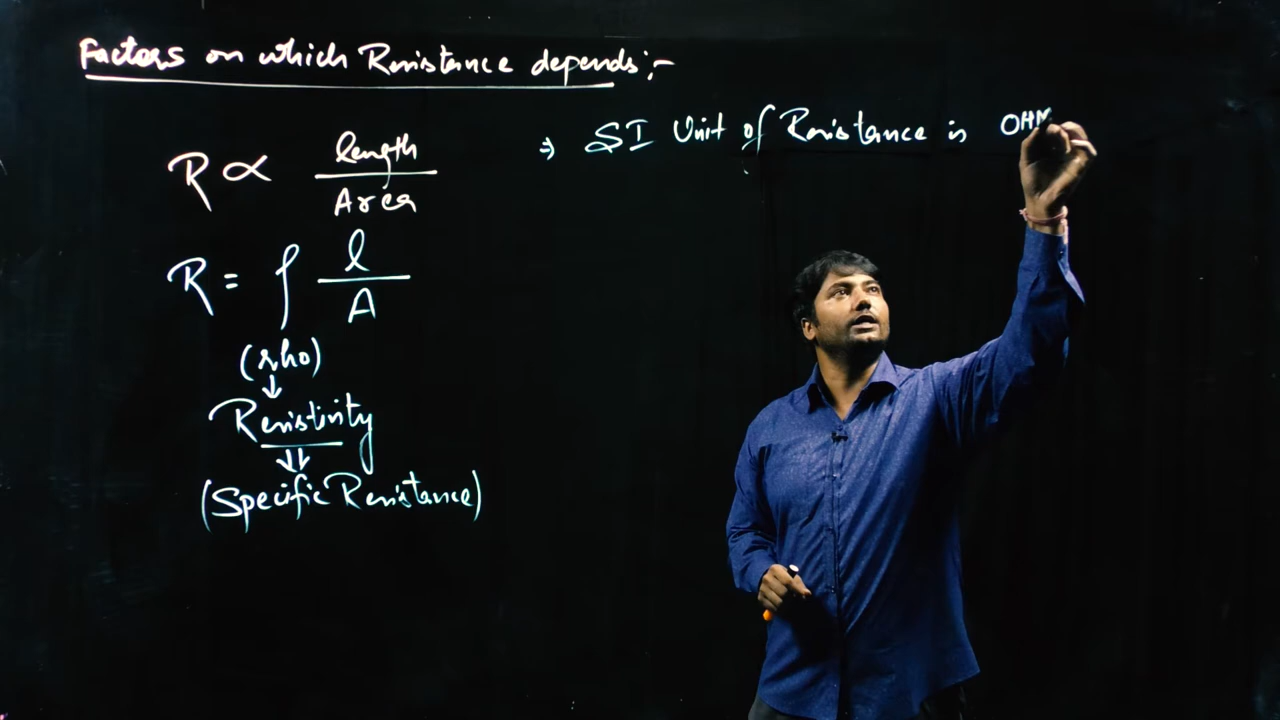 Factors on which Resistance depends:-
R ∝ length / Area
R = ρ l / A
(rho)
↓
Resistivity
⇓
(Specific Resistance)
⇒ SI Unit of Resistance is OHM